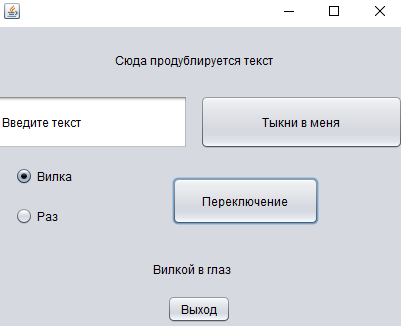 Сюда продублируется текст
Введите текст
Тыкни в меня
Вилка
Переключение
Раз
Вилкой в глаз
Выход